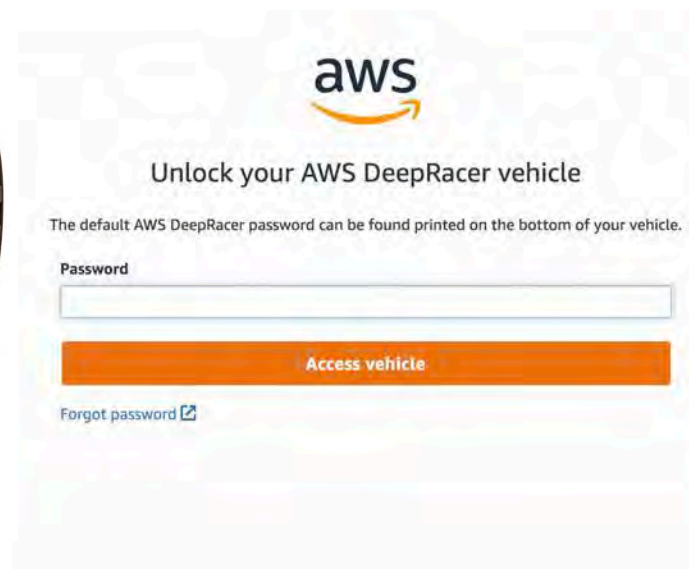 aws
Unlock your AWS DeepRacer vehicle
The default AWS DeepRacer password can be found printed on the bottom of your vehicle.
Password
Access vehicle
Forgot password